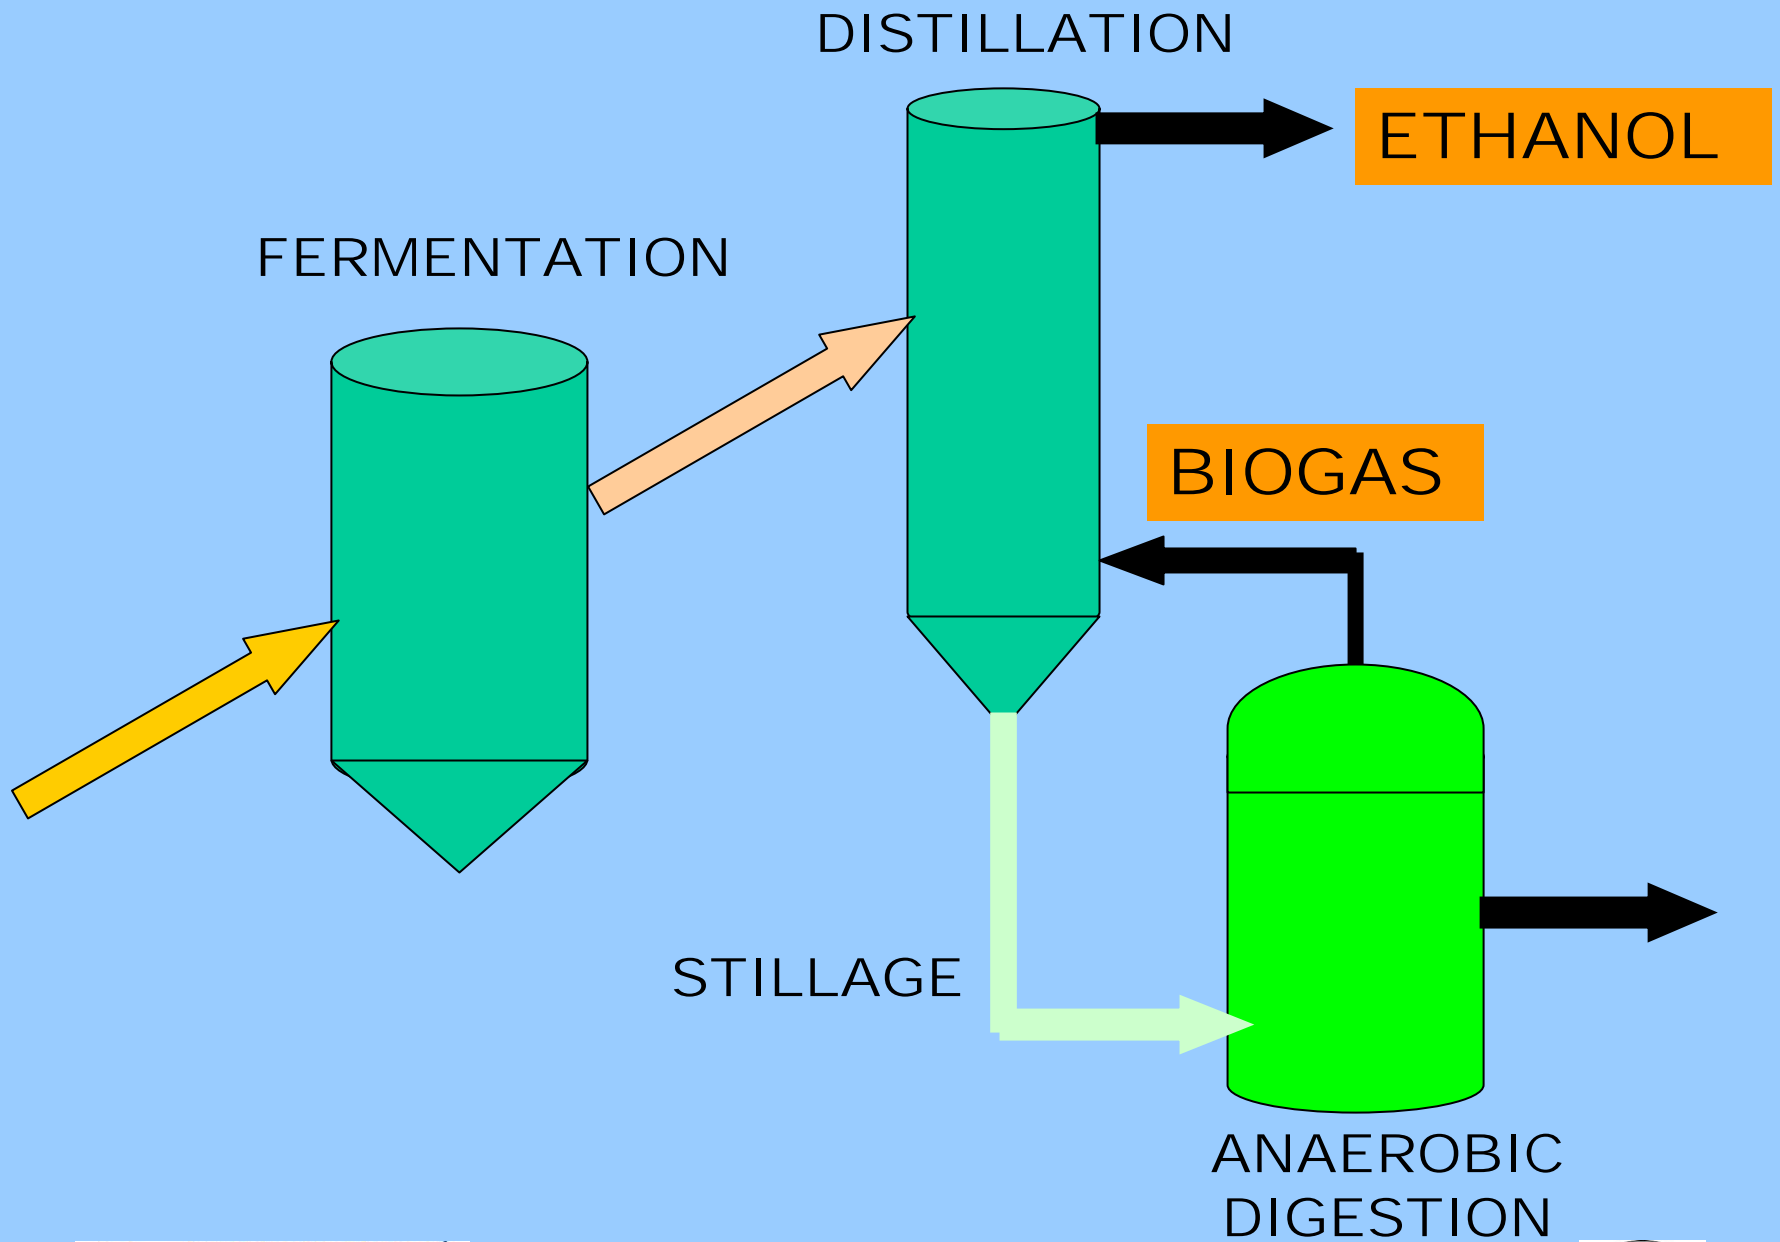 DISTILLATION
ETHANOL
FERMENTATION
BIOGAS
STILLAGE
ANAEROBIC
DIGESTION